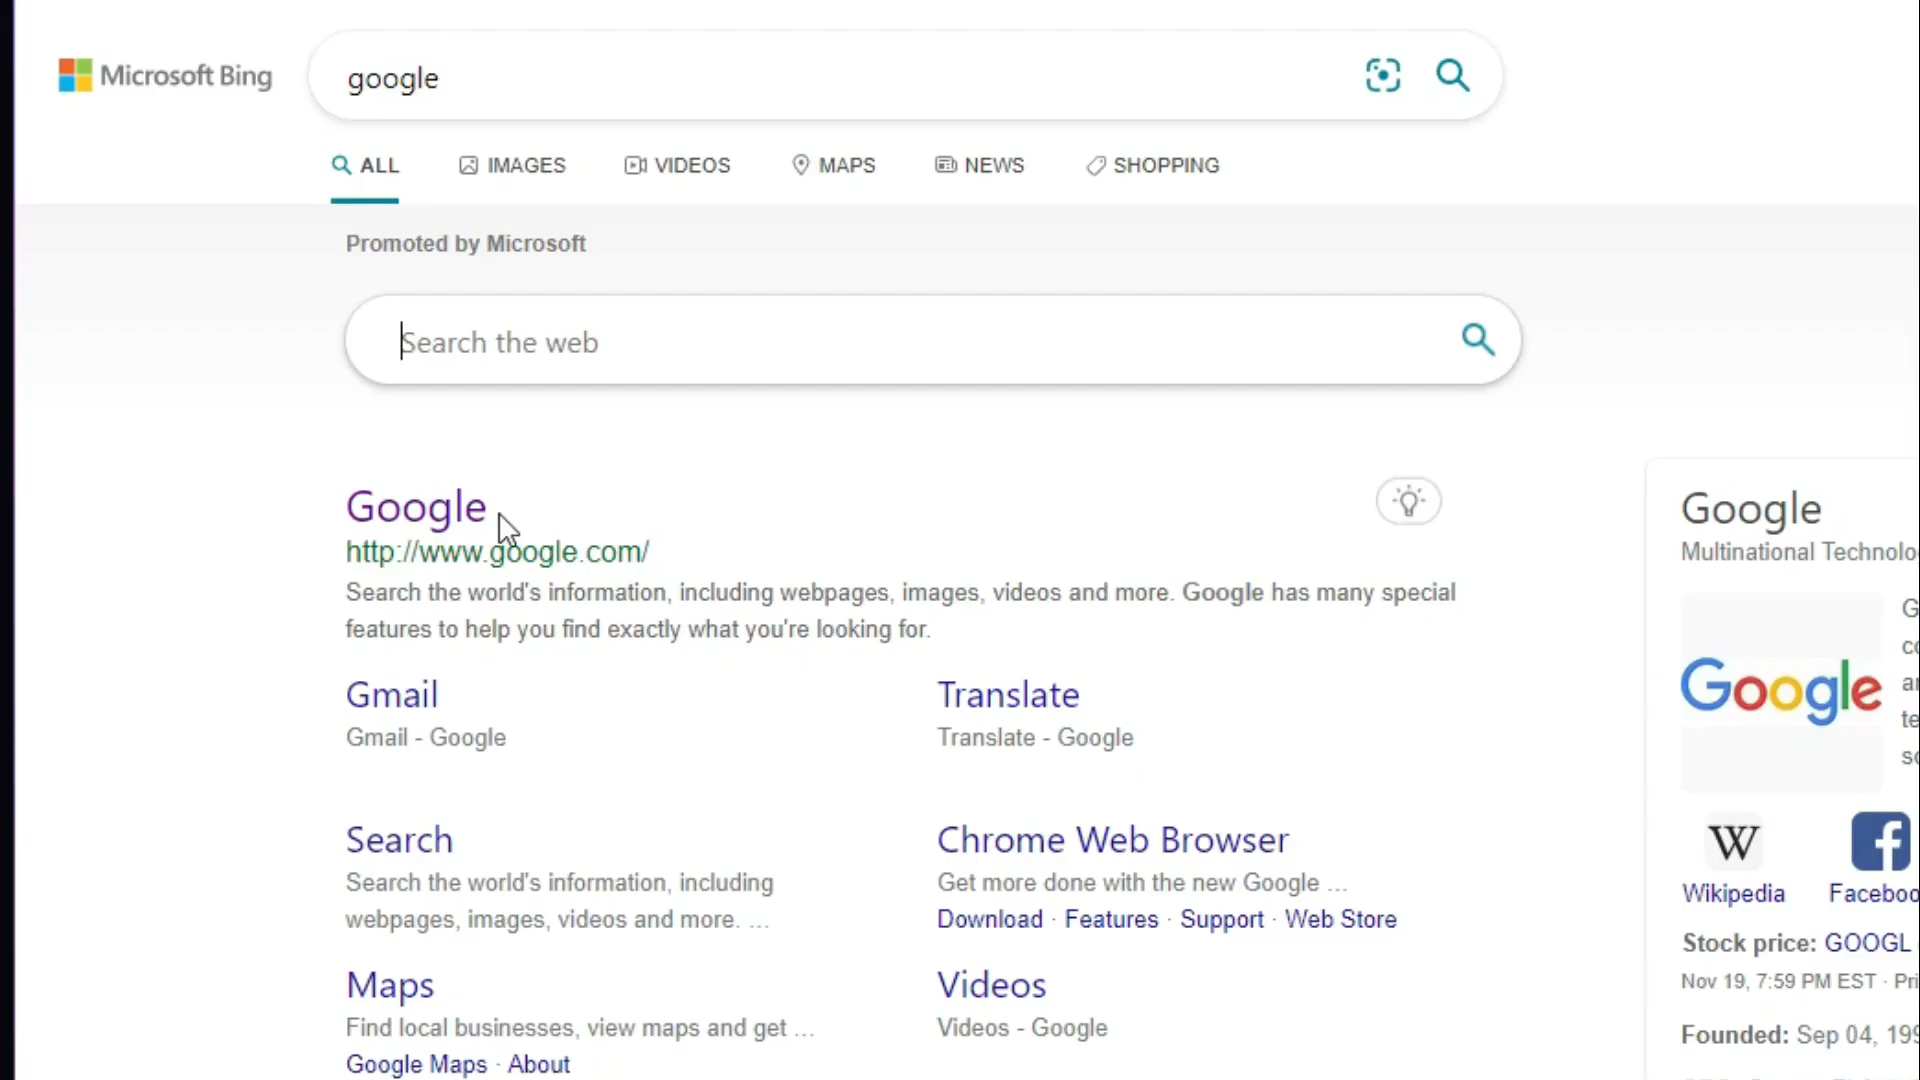 Microsoft Bing
google
ALL IMAGES VIDEOS MAPS NEWS SHOPPING
Promoted by Microsoft
Search the web
Google
http://www.google.com/
Search the world's information, including webpages, images, videos and more. Google has many special
features to help you find exactly what you're looking for.
Gmail
Gmail - Google
Translate
Translate - Google
Search
Search the world's information, including
webpages, images, videos and more. ...
Chrome Web Browser
Get more done with the new Google ...
Download · Features · Support · Web Store
Maps
Find local businesses, view maps and get ...
Google Maps · About
Videos
Videos - Google
Google
Multinational Technolo
Google
W
f
Wikipedia
Faceboo
Stock price: GOOGL
Nov 19, 7:59 PM EST · Pri
Founded: Sep 04, 199